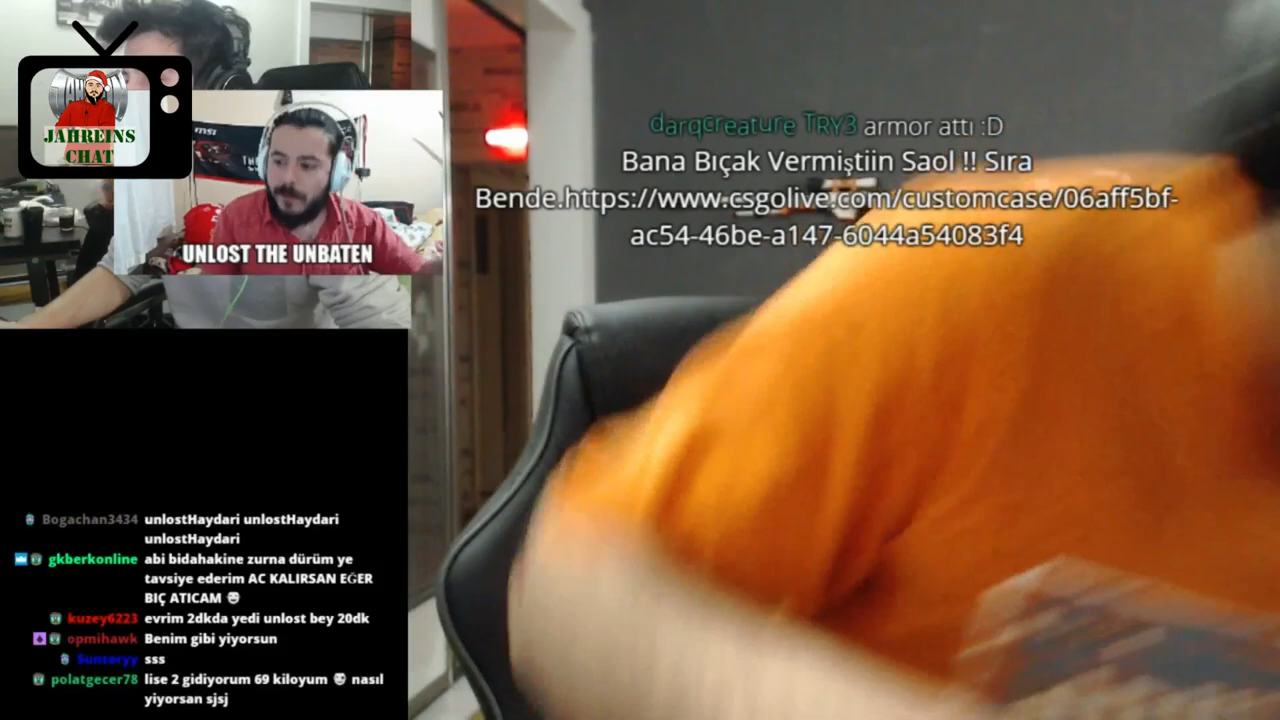 JAHREINS
CHAT
msi
UNLOST THE UNBATEN
darqcreature TRY3 armor attı :D
Bana Bıçak Vermiştiin Saol !! Sıra
Bende.https://www.csgolive.com/customcase/06aff5bf-
ac54-46be-a147-6044a54083f4
Bogachan3434 unlostHaydari unlostHaydari
unlostHaydari
gkberkonline abi bidahakine zurna dürüm ye
tavsiye ederim AC KALIRSAN EĞER
BIÇ ATICAM
kuzey6223 evrim 2dkda yedi unlost bey 20dk
opmihawk Benim gibi yiyorsun
Suntoryy sss
polatgecer78 lise 2 gidiyorum 69 kiloyum nasıl
yiyorsan sjsj